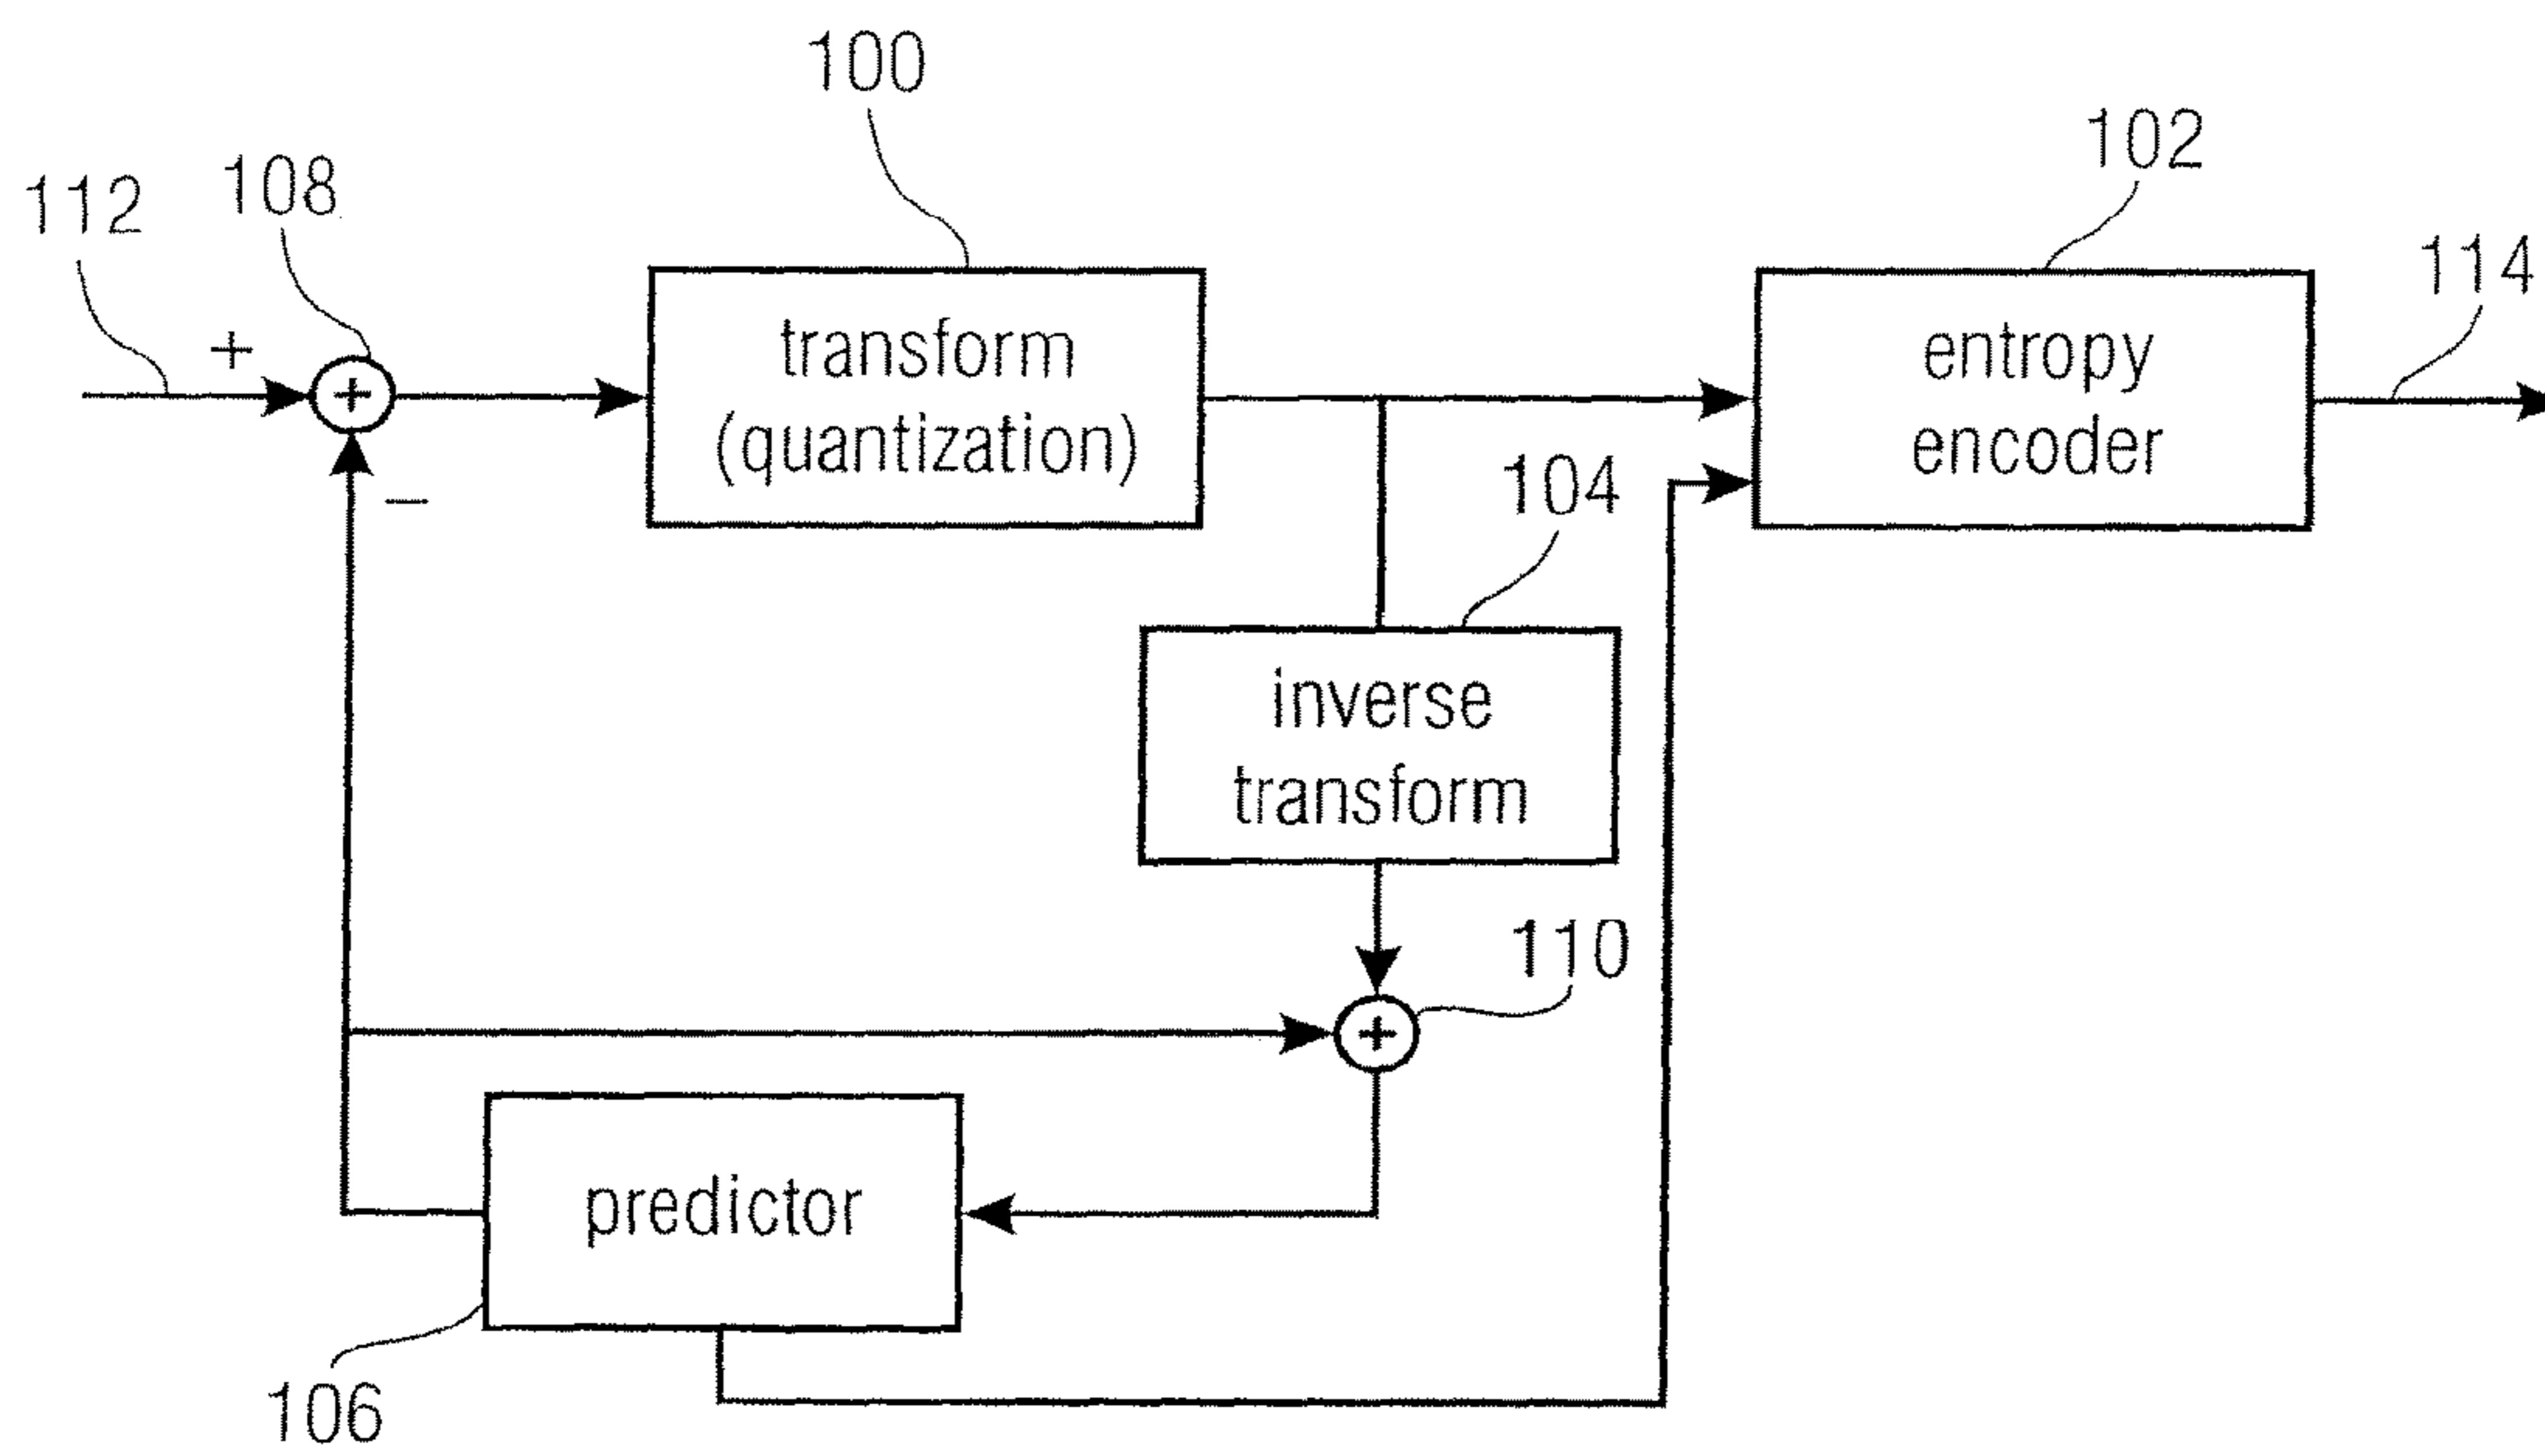 100
102
108
112
114
+
+
transform
(quantization)
entropy
encoder
−
104
inverse
transform
110
+
predictor
106